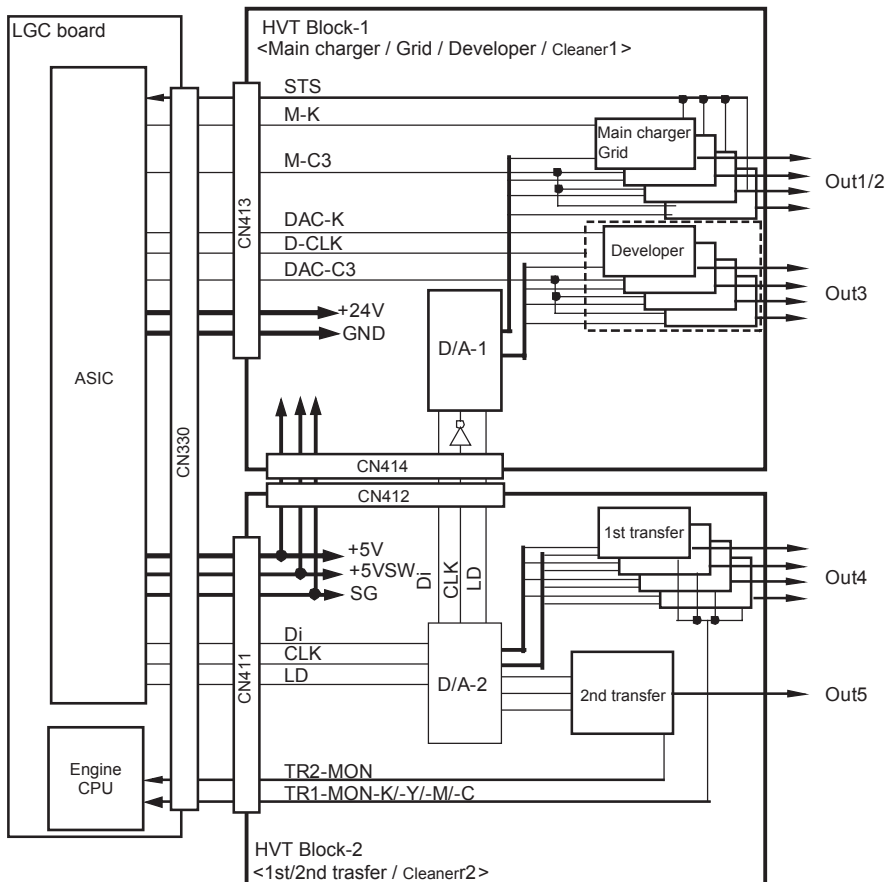 LGC board
HVT Block-1
<Main charger / Grid / Developer / Cleaner1>
STS
M-K
M-C3
DAC-K
D-CLK
DAC-C3
+24V
GND
CN413
Main charger
Grid
Out1/2
Developer
Out3
D/A-1
ASIC
CN330
CN414
CN412
+5V
+5VSW
SG
Di
CLK
LD
1st transfer
Out4
Di
CLK
LD
CN411
D/A-2
2nd transfer
Out5
Engine
CPU
TR2-MON
TR1-MON-K/-Y/-M/-C
HVT Block-2
<1st/2nd trasfer / Cleanerr2>